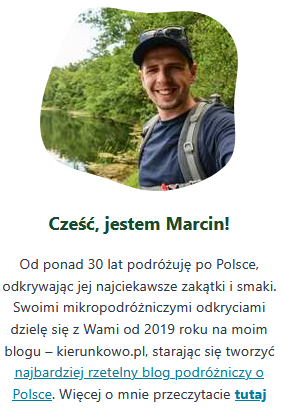 Cześć, jestem Marcin!
Od ponad 30 lat podróżuję po Polsce,
odkrywając jej najciekawsze zakątki i smaki.
Swoimi mikropodróżniczymi odkryciami
dzielę się z Wami od 2019 roku na moim
blogu – kierunkowo.pl, starając się tworzyć
najbardziej rzetelny blog podróżniczy o
Polsce. Więcej o mnie przeczytacie tutaj